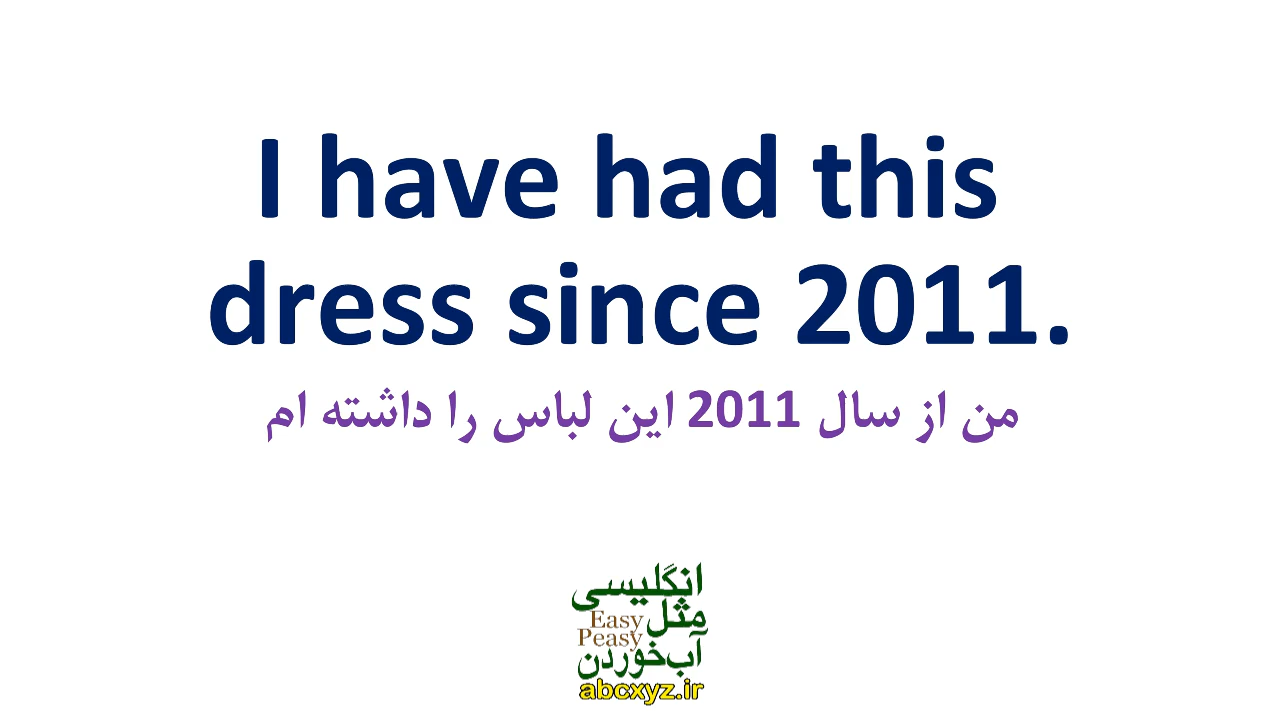 I have had this
dress since 2011.
من از سال 2011 این لباس را داشته ام
انگلیسی
مثل
Easy
Peasy
آب‌خوردن
abcxyz.ir